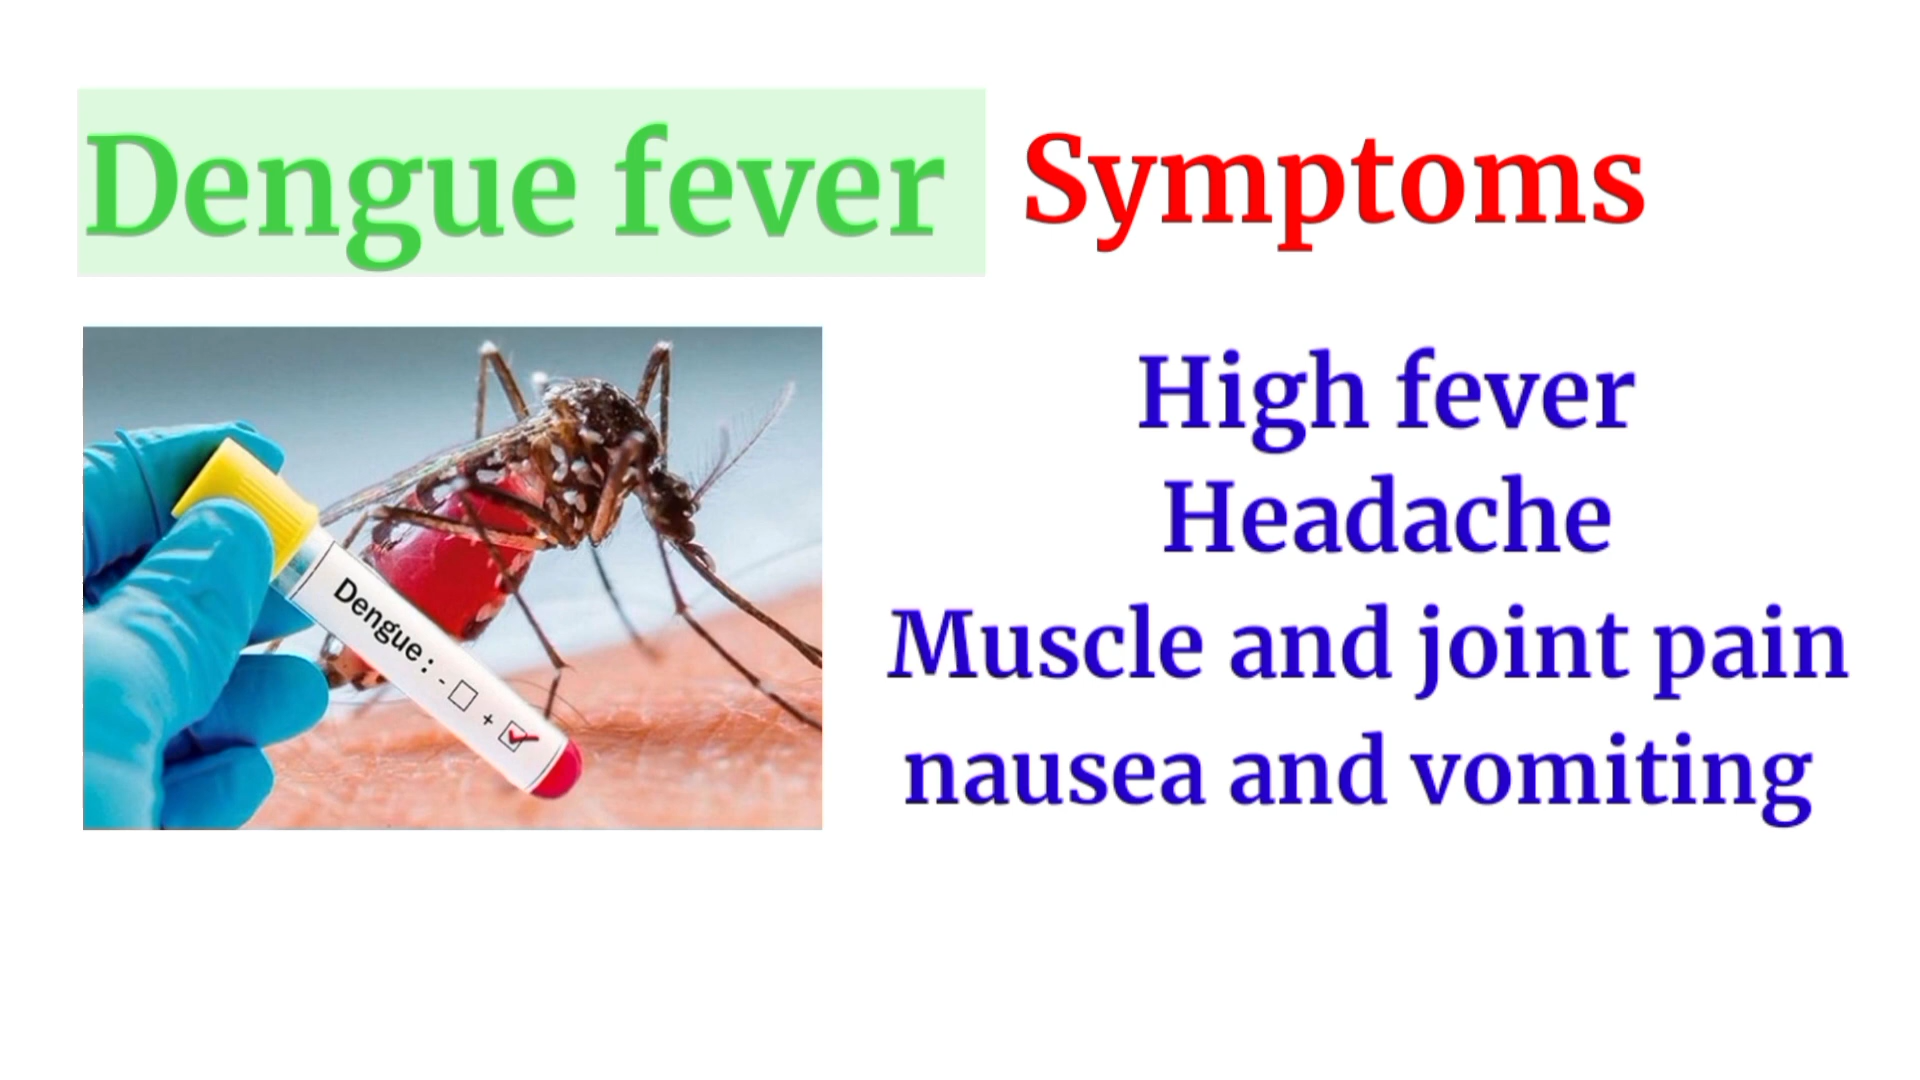 Dengue fever Symptoms
High fever
Headache
Muscle and joint pain
nausea and vomiting
Dengue :
- ☐
+ ☑